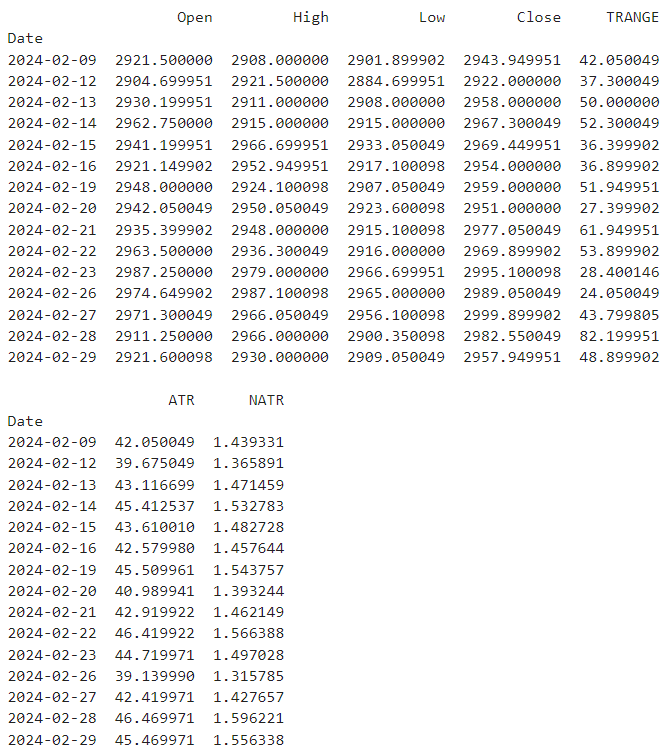 Open High Low Close TRANGE
Date
2024-02-09 2921.500000 2908.000000 2901.899902 2943.949951 42.050049
2024-02-12 2904.699951 2921.500000 2884.699951 2922.000000 37.300049
2024-02-13 2930.199951 2911.000000 2908.000000 2958.000000 50.000000
2024-02-14 2962.750000 2915.000000 2915.000000 2967.300049 52.300049
2024-02-15 2941.199951 2966.699951 2933.050049 2969.449951 36.399902
2024-02-16 2921.149902 2952.949951 2917.100098 2954.000000 36.899902
2024-02-19 2948.000000 2924.100098 2907.050049 2959.000000 51.949951
2024-02-20 2942.050049 2950.050049 2923.600098 2951.000000 27.399902
2024-02-21 2935.399902 2948.000000 2915.100098 2977.050049 61.949951
2024-02-22 2963.500000 2936.300049 2916.000000 2969.899902 53.899902
2024-02-23 2987.250000 2979.000000 2966.699951 2995.100098 28.400146
2024-02-26 2974.649902 2987.100098 2965.000000 2989.050049 24.050049
2024-02-27 2971.300049 2966.050049 2956.100098 2999.899902 43.799805
2024-02-28 2911.250000 2966.000000 2900.350098 2982.550049 82.199951
2024-02-29 2921.600098 2930.000000 2909.050049 2957.949951 48.899902
ATR NATR
Date
2024-02-09 42.050049 1.439331
2024-02-12 39.675049 1.365891
2024-02-13 43.116699 1.471459
2024-02-14 45.412537 1.532783
2024-02-15 43.610010 1.482728
2024-02-16 42.579980 1.457644
2024-02-19 45.509961 1.543757
2024-02-20 40.989941 1.393244
2024-02-21 42.919922 1.462149
2024-02-22 46.419922 1.566388
2024-02-23 44.719971 1.497028
2024-02-26 39.139990 1.315785
2024-02-27 42.419971 1.427657
2024-02-28 46.469971 1.596221
2024-02-29 45.469971 1.556338